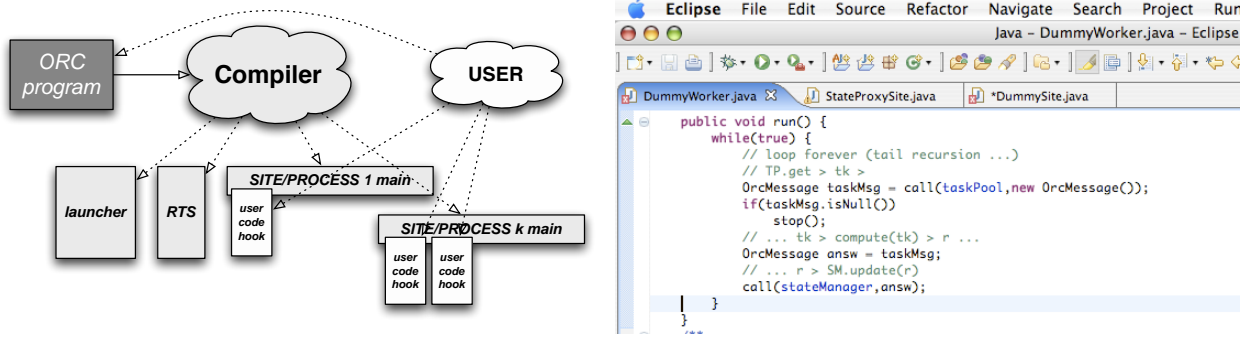 ORC
program
Compiler
USER
launcher
RTS
SITE/PROCESS 1 main
user
code
hook
SITE/PROCESS k main
user
code
hook
user
code
hook
Eclipse File Edit Source Refactor Navigate Search Project Run
Java – DummyWorker.java – Eclipse
DummyWorker.java StateProxySite.java *DummySite.java
public void run() {
while(true) {
// loop forever (tail recursion ...)
// TP.get > tk >
OrcMessage taskMsg = call(taskPool,new OrcMessage());
if(taskMsg.isNull())
stop();
// ... tk > compute(tk) > r ...
OrcMessage answ = taskMsg;
// ... r > SM.update(r)
call(stateManager,answ);
}
}
/**